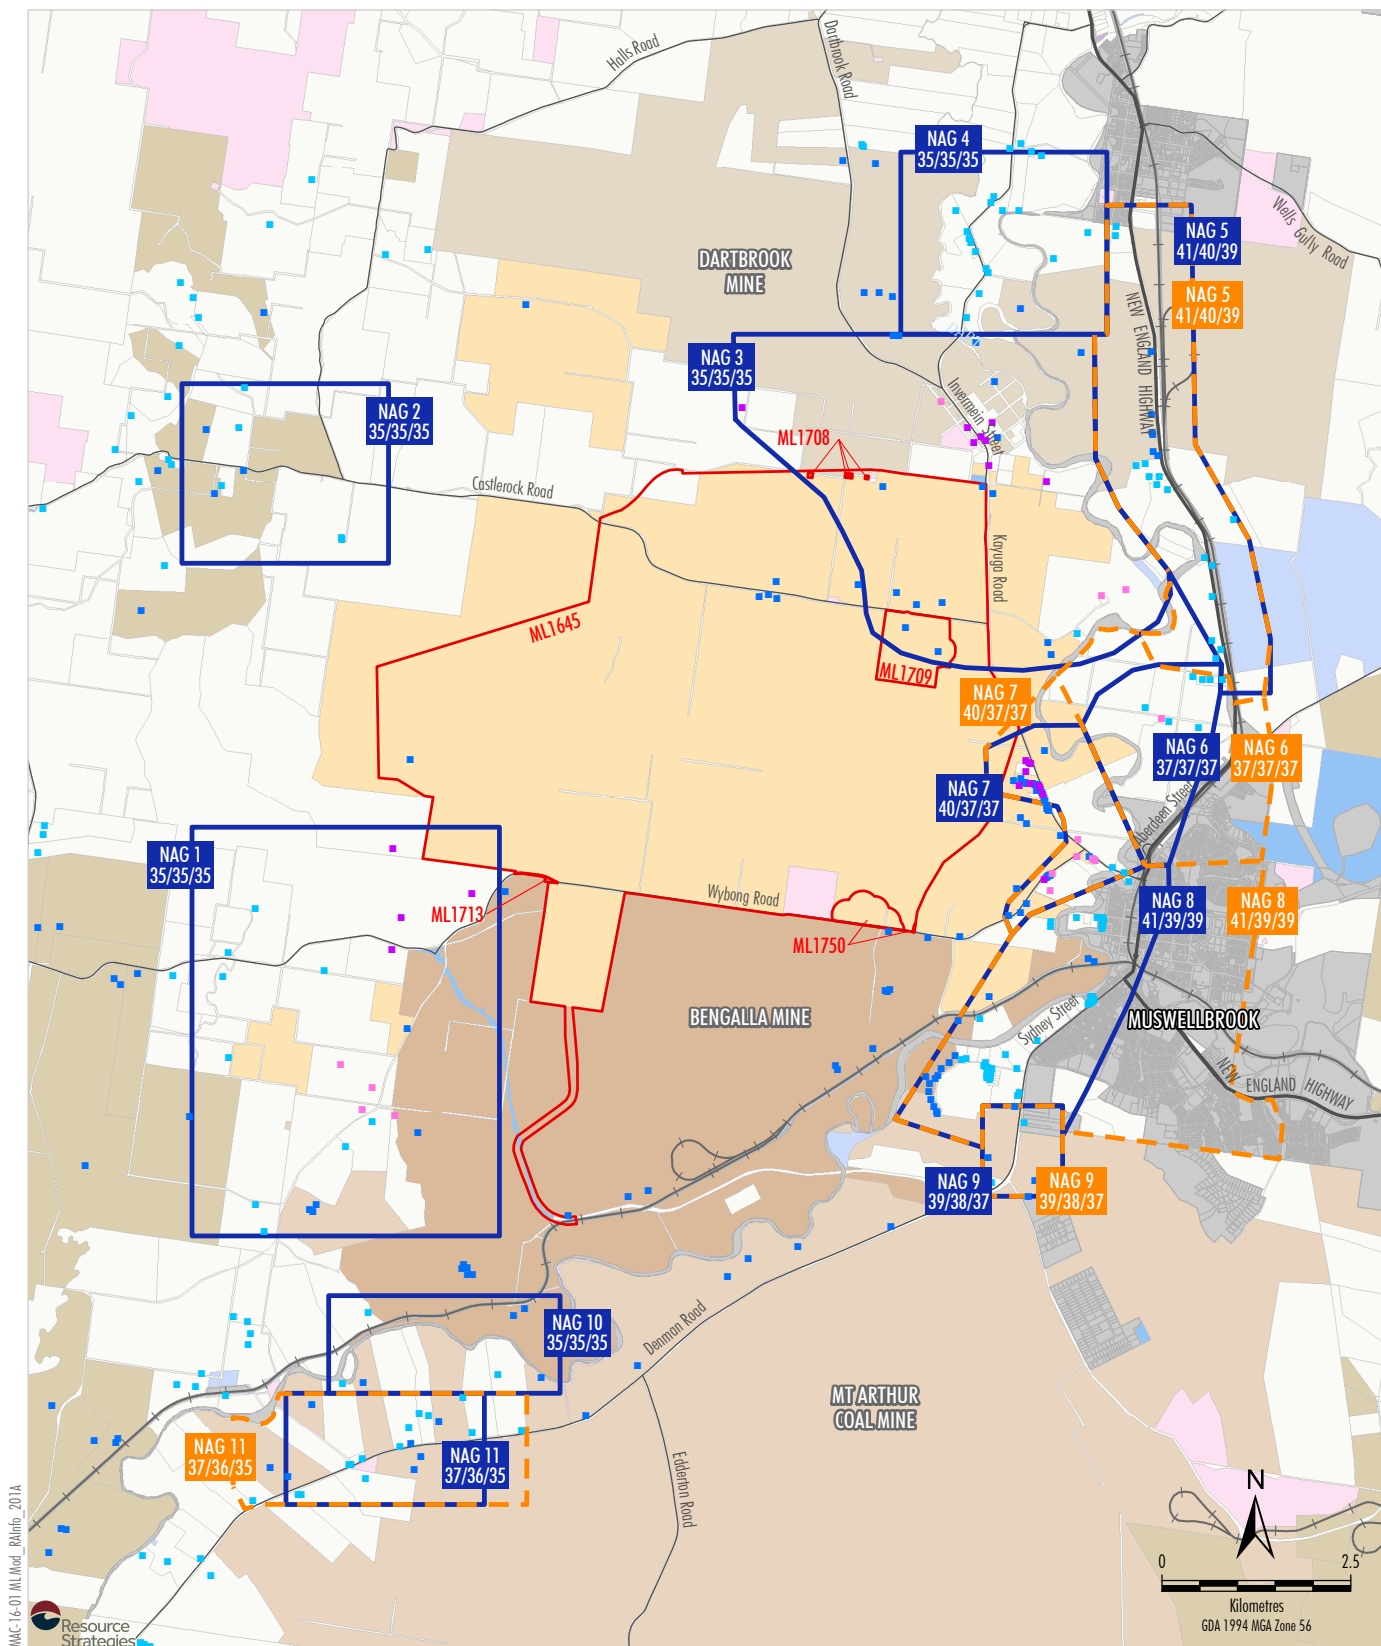 Halls Road
Dartbrook Road
NAG 4
35/35/35
Wells Gully Road
NAG 5
41/40/39
DARTBROOK
MINE
NEW ENGLAND HIGHWAY
NAG 5
41/40/39
NAG 3
35/35/35
Invermein Street
NAG 2
35/35/35
ML1708
Castlerock Road
Kayuga Road
ML1645
ML1709
NAG 7
40/37/37
NAG 6
37/37/37
NAG 6
37/37/37
NAG 7
40/37/37
Aberdeen Street
NAG 1
35/35/35
Wybong Road
NAG 8
41/39/39
NAG 8
41/39/39
ML1713
ML1750
BENGALLA MINE
Sydney Street
MUSWELLBROOK
NEW ENGLAND HIGHWAY
NAG 9
39/38/37
NAG 9
39/38/37
NAG 10
35/35/35
Denman Road
MT ARTHUR
COAL MINE
NAG 11
37/36/35
NAG 11
37/36/35
Edderton Road
N
0 2.5
Kilometres
GDA 1994 MGA Zone 56
MAC-16-01 MLMod_RAInfo_201A
Resource
Strategies